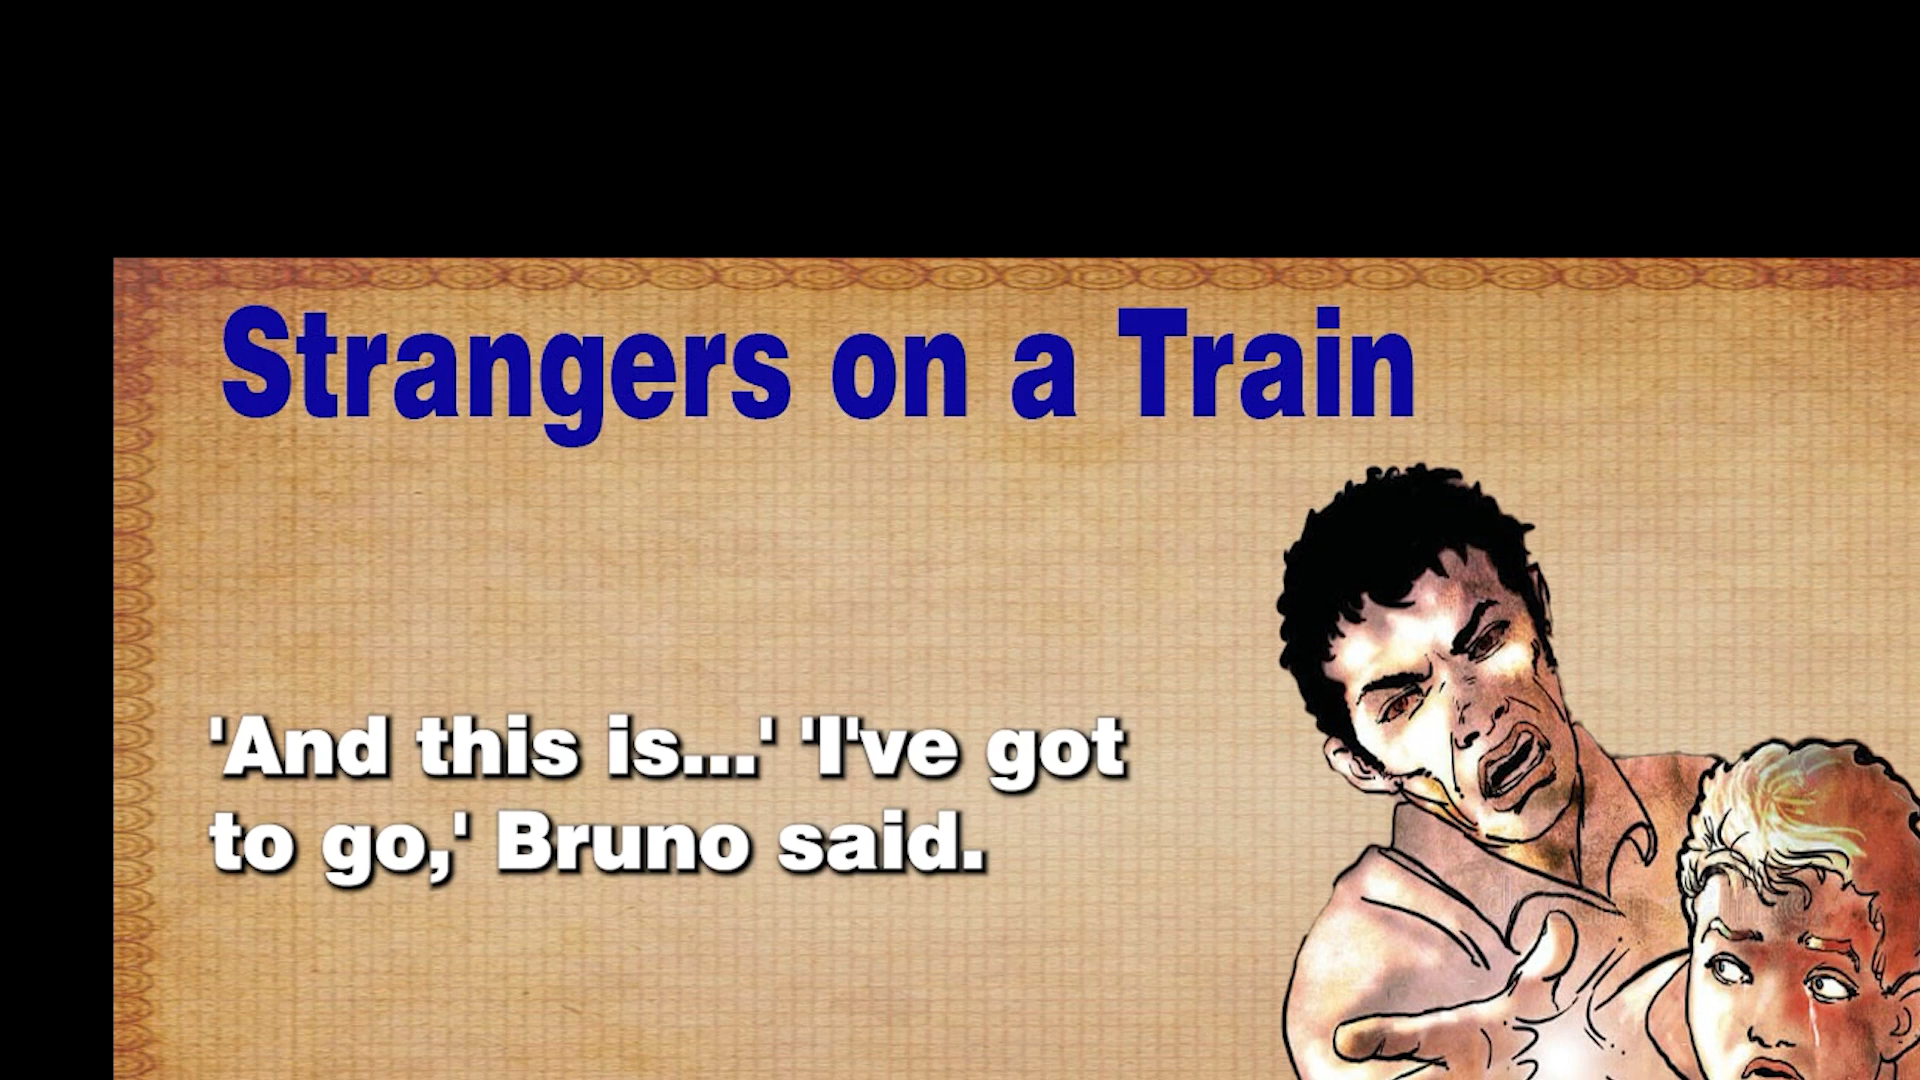 Strangers on a Train
'And this is...' 'I've got
to go,' Bruno said.